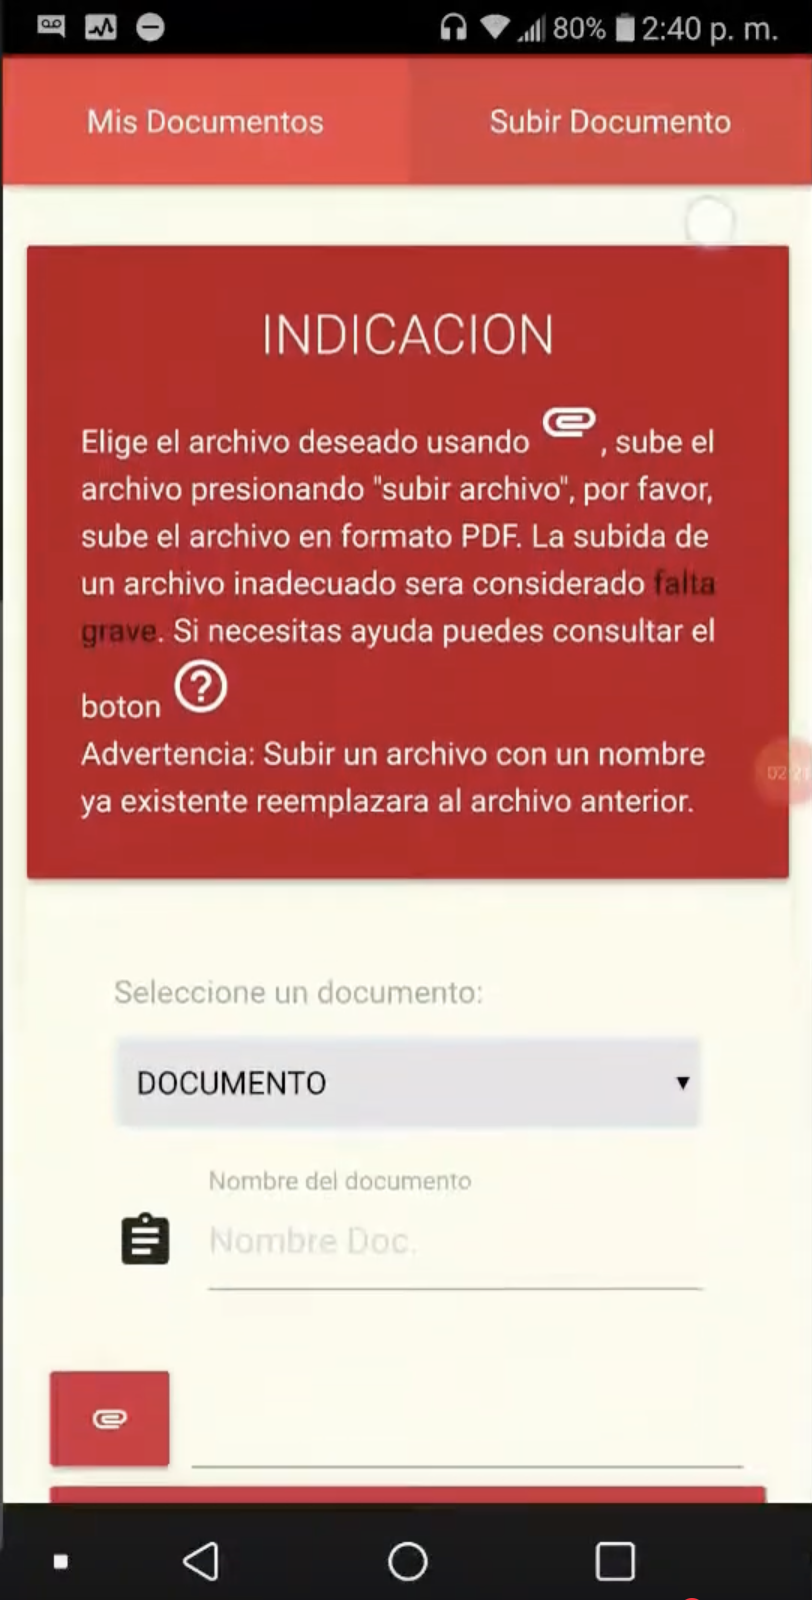 80% 2:40 p. m.
Mis Documentos Subir Documento
INDICACION
Elige el archivo deseado usando , sube el
archivo presionando "subir archivo", por favor,
sube el archivo en formato PDF. La subida de
un archivo inadecuado sera considerado falta
grave. Si necesitas ayuda puedes consultar el
boton ?
Advertencia: Subir un archivo con un nombre
ya existente reemplazara al archivo anterior.
02:21
Seleccione un documento:
DOCUMENTO
Nombre del documento
Nombre Doc.